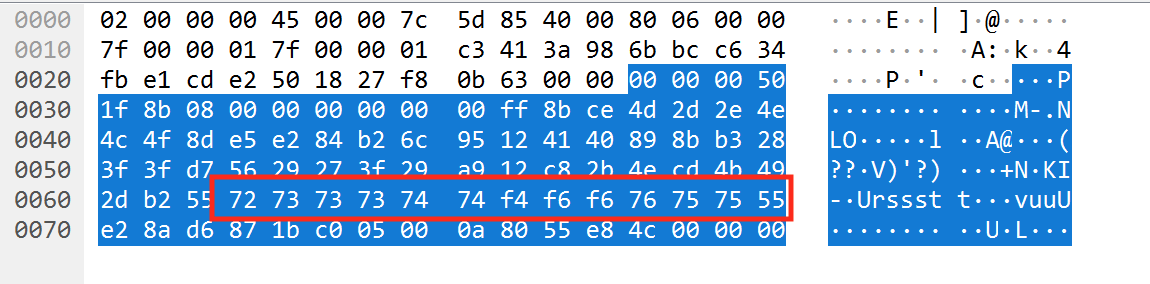 0000 02 00 00 00 45 00 00 7c 5d 85 40 00 80 06 00 00 ····E··| ]·@·····
0010 7f 00 00 01 7f 00 00 01 c3 41 3a 98 6b bc c6 34 ········ ·A:·k··4
0020 fb e1 cd e2 50 18 27 f8 0b 63 00 00 00 00 00 50 ····P·'· ·c·····P
0030 1f 8b 08 00 00 00 00 00 00 ff 8b ce 4d 2d 2e 4e ········ ····M-.N
0040 4c 4f 8d e5 e2 84 b2 6c 95 12 41 40 89 8b b3 28 LO·····l ··A@···(
0050 3f 3f d7 56 29 27 3f 29 a9 12 c8 2b 4e cd 4b 49 ??·V)'?) ···+N·KI
0060 2d b2 55 72 73 73 73 74 74 f4 f6 f6 76 75 75 55 -·Urssst t···vuuU
0070 e2 8a d6 87 1b c0 05 00 0a 80 55 e8 4c 00 00 00 ········ ··U·L···